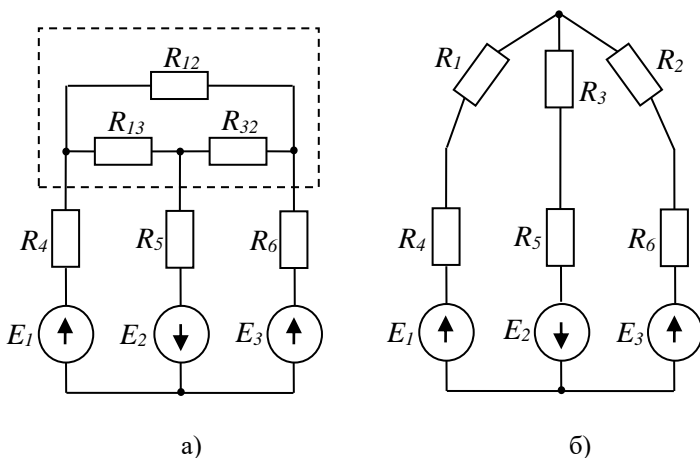 R12
R13 R32
R4 R5 R6
E1 E2 E3
а)
R1 R3 R2
R4 R5 R6
E1 E2 E3
б)